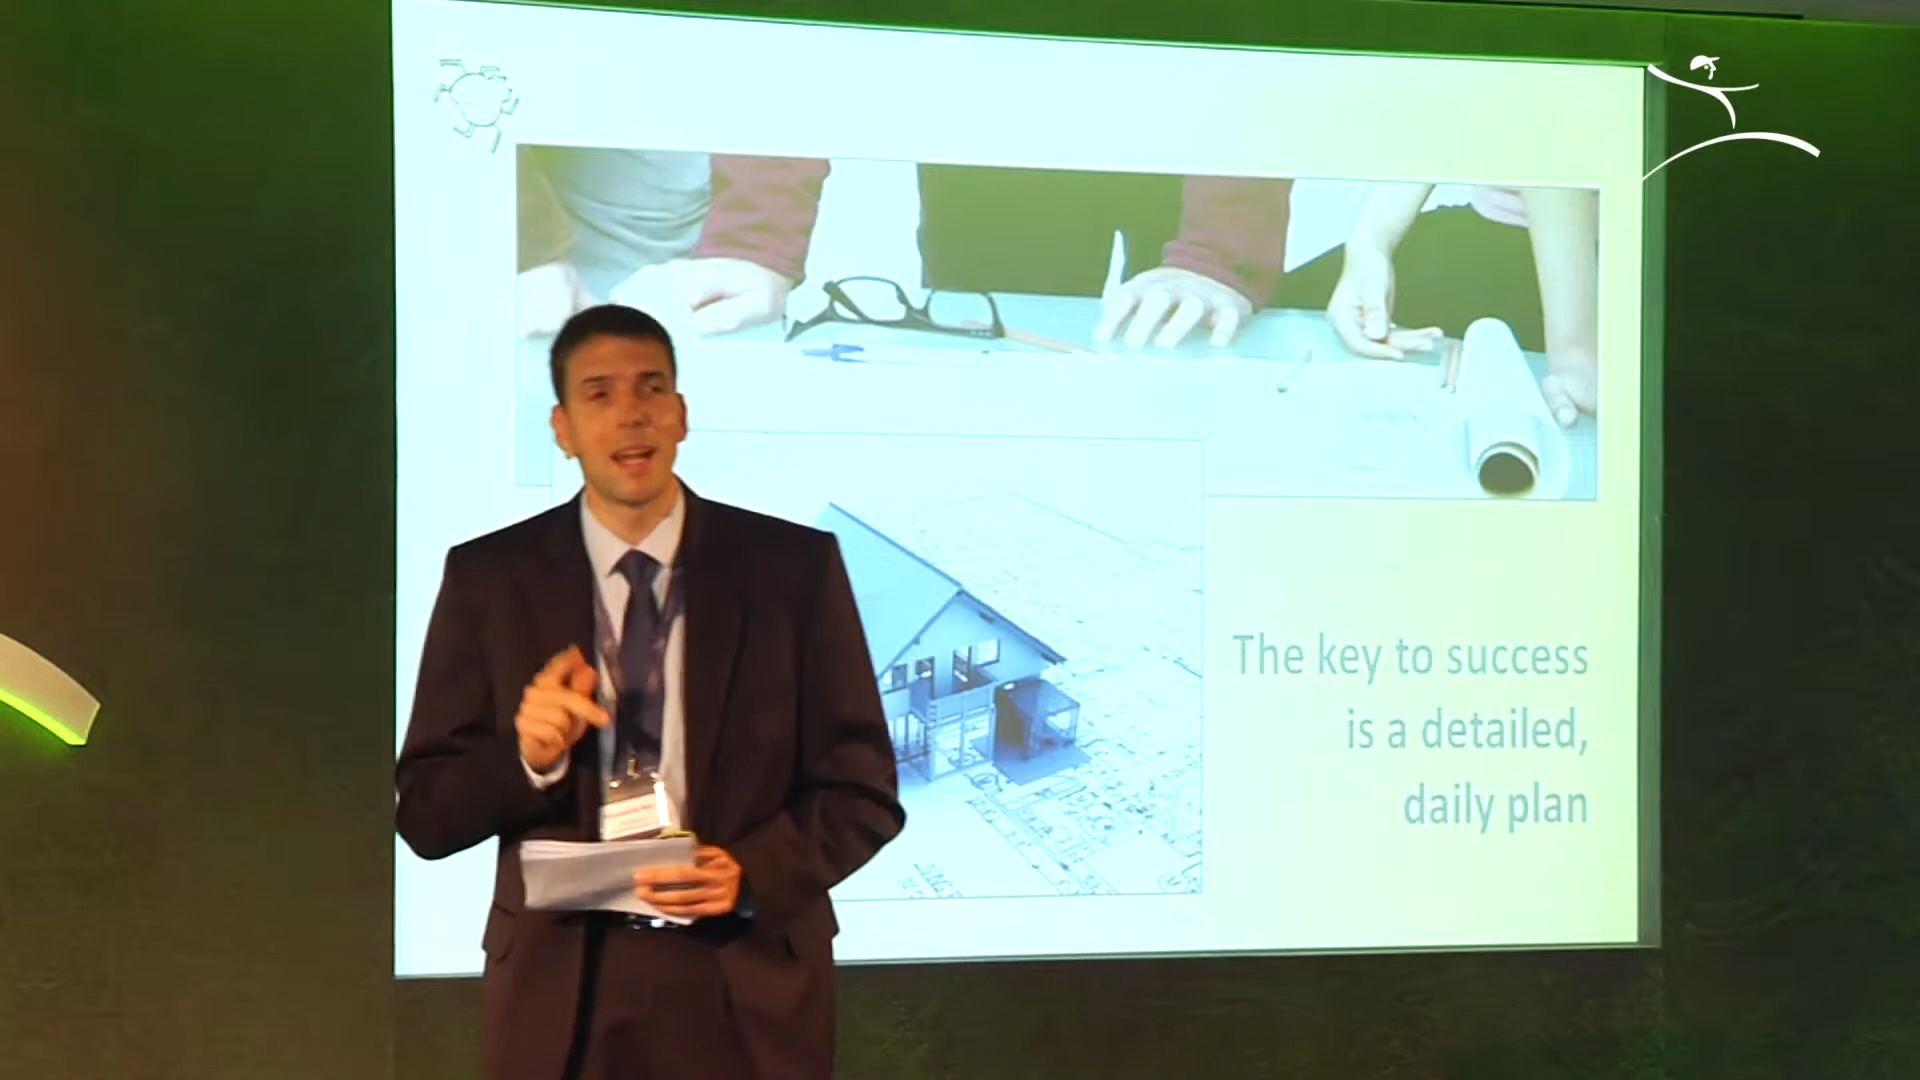 The key to success
is a detailed,
daily plan